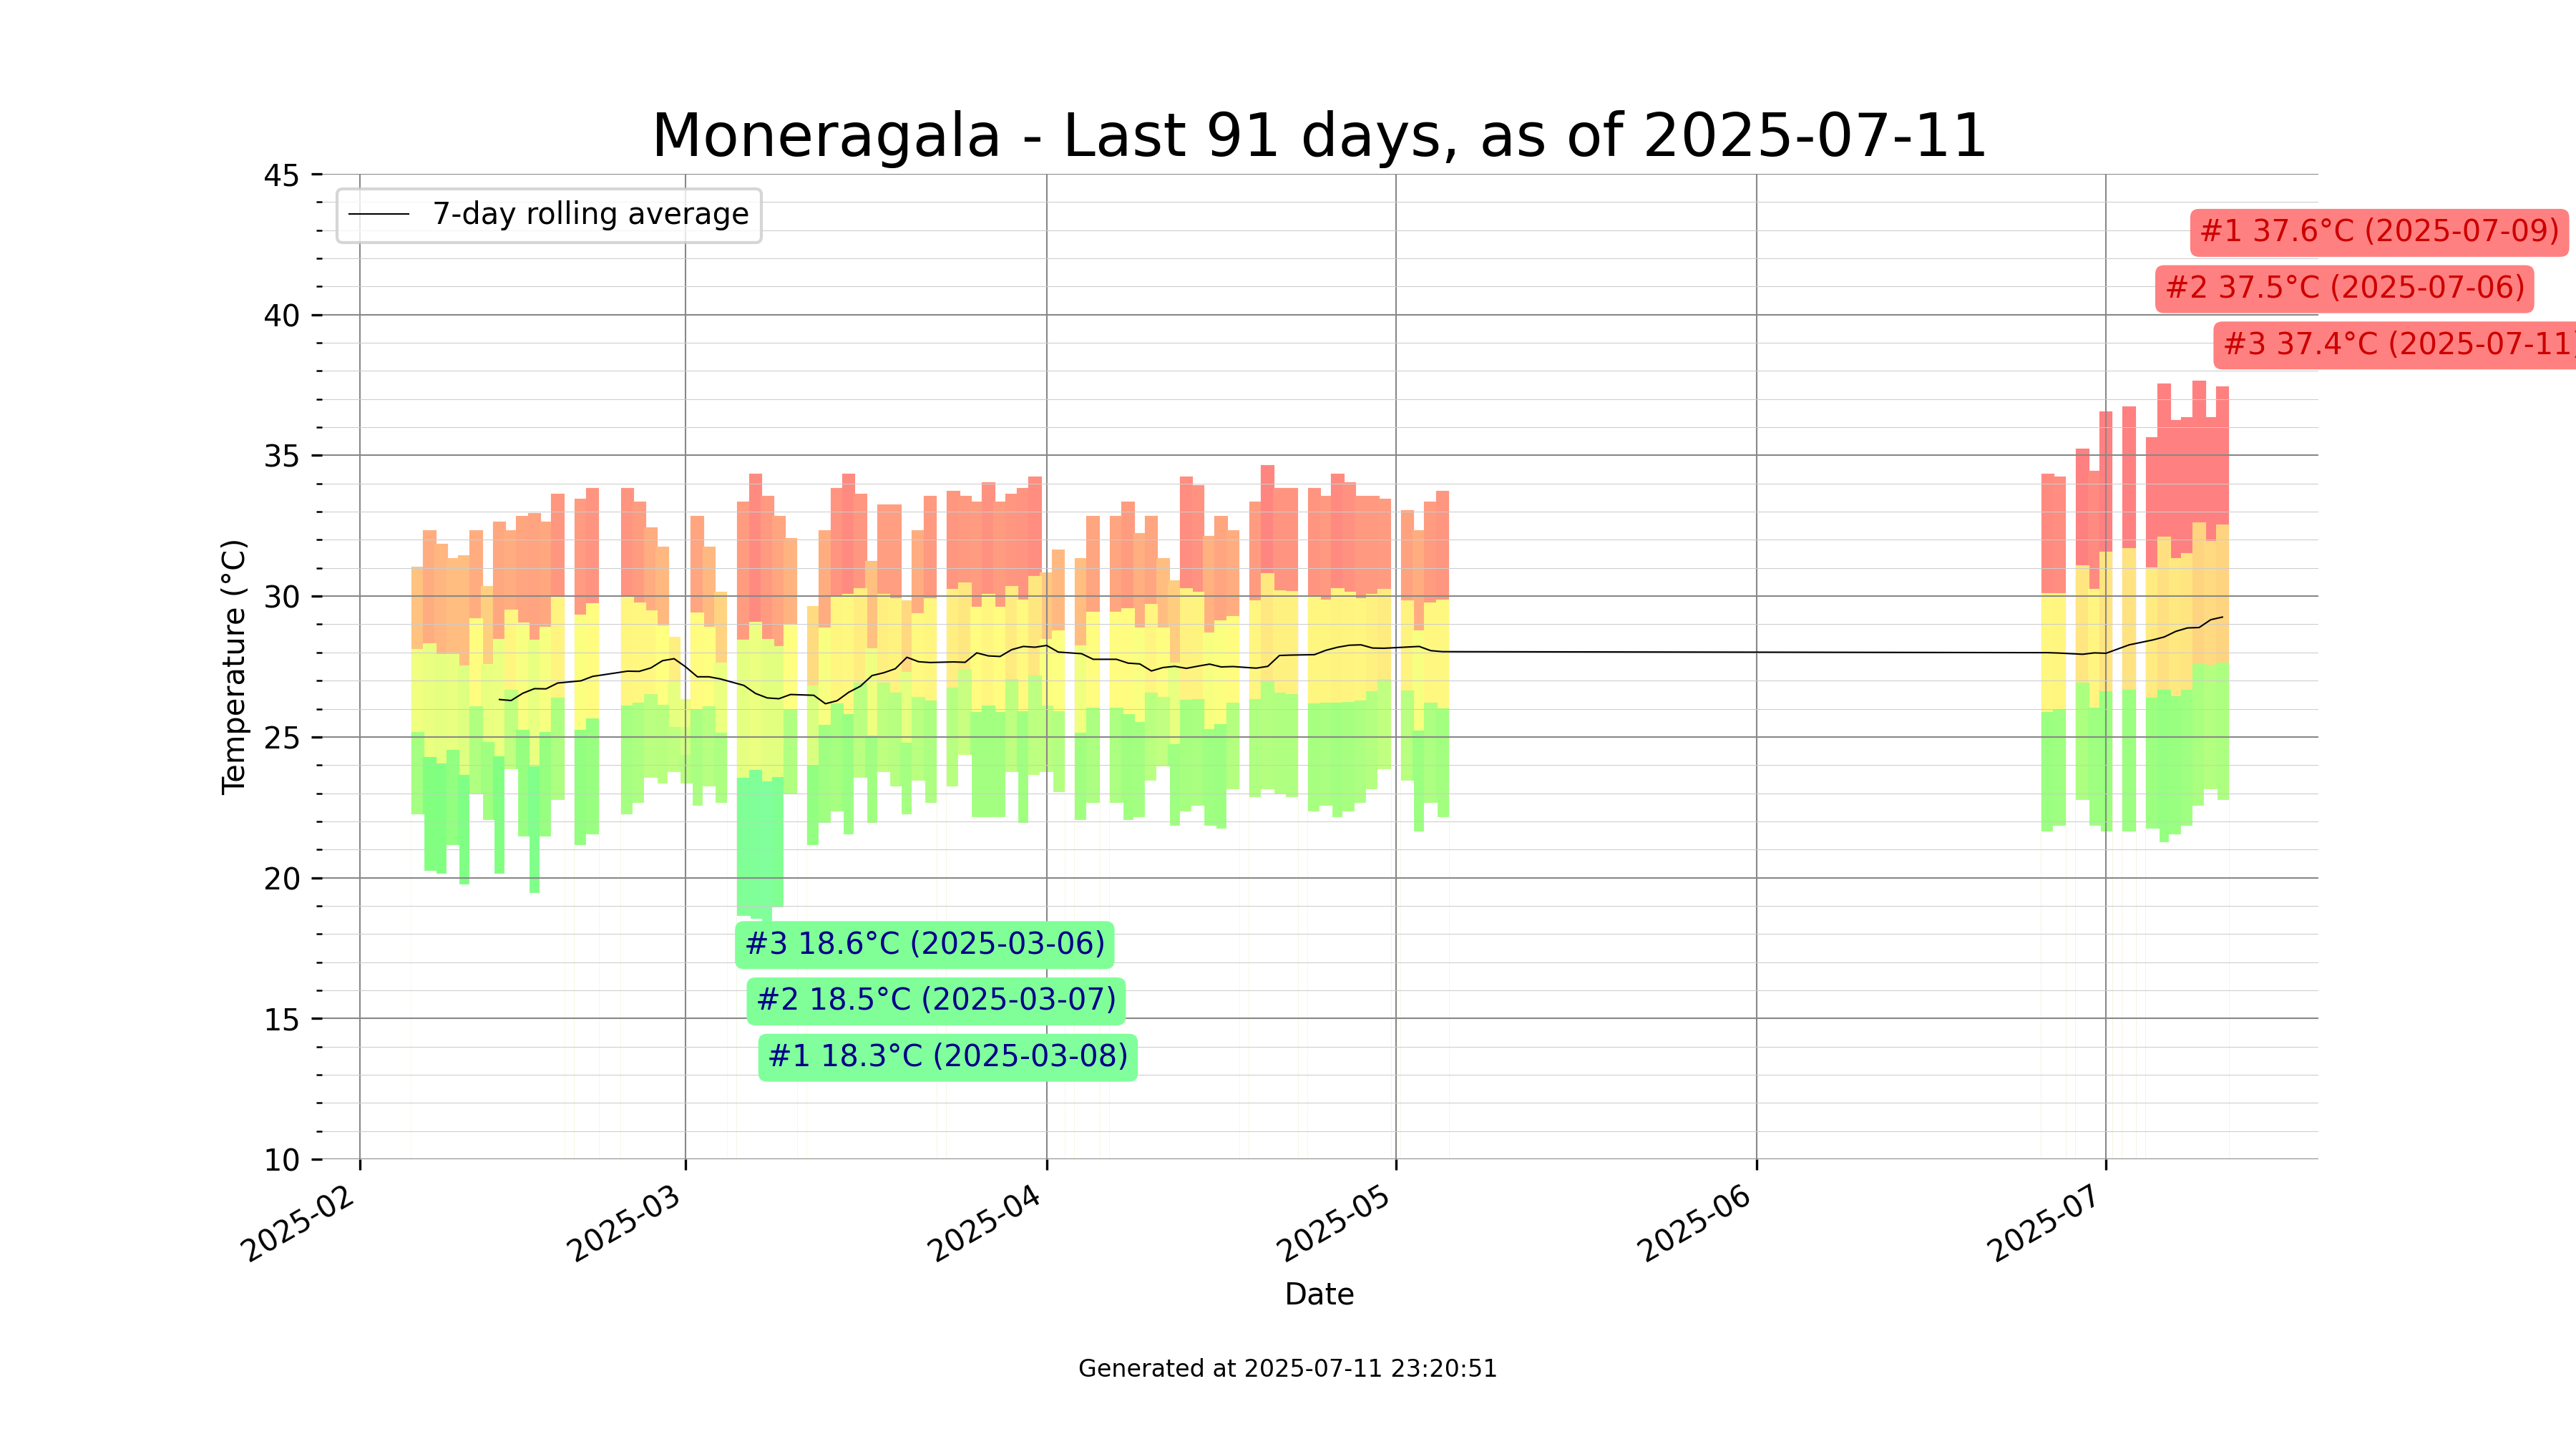 Moneragala - Last 91 days, as of 2025-07-11
7-day rolling average
#1 37.6°C (2025-07-09)
#2 37.5°C (2025-07-06)
#3 37.4°C (2025-07-11)
#3 18.6°C (2025-03-06)
#2 18.5°C (2025-03-07)
#1 18.3°C (2025-03-08)
Temperature (°C)
45
40
35
30
25
20
15
10
2025-02
2025-03
2025-04
2025-05
2025-06
2025-07
Date
Generated at 2025-07-11 23:20:51